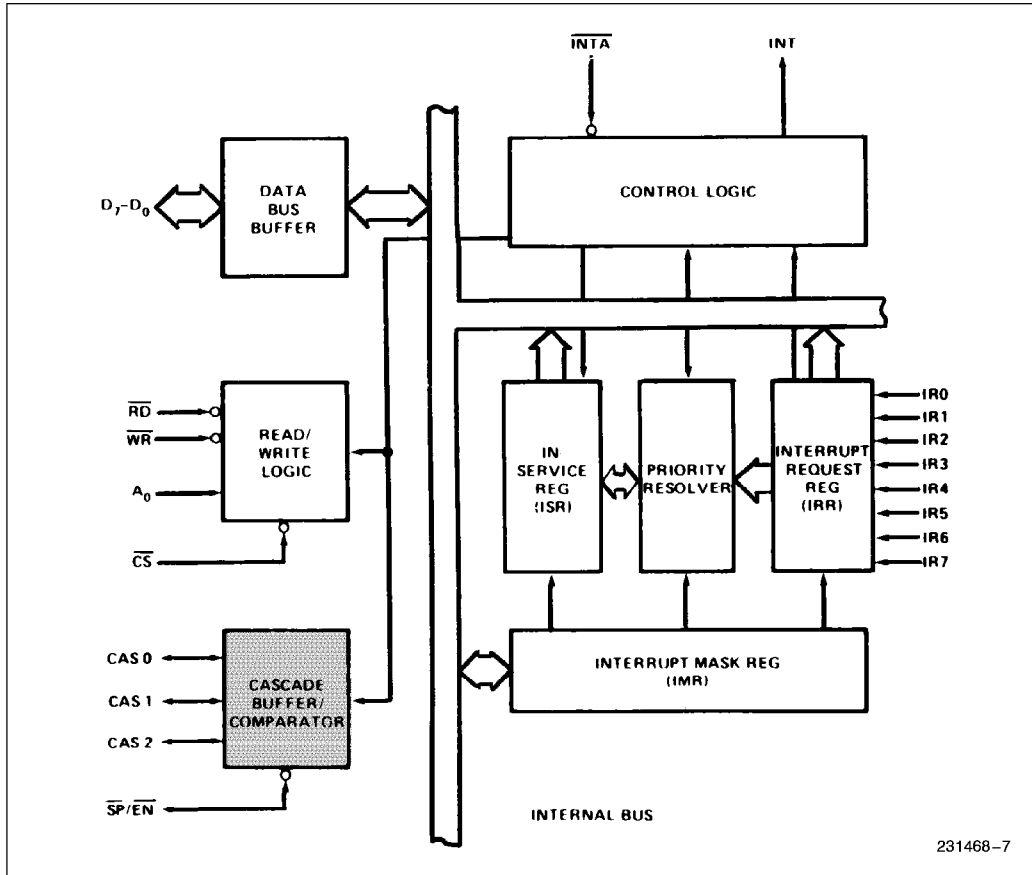 INTA
INT
DATA
BUS
BUFFER
D7-D0
CONTROL LOGIC
RD
WR
A0
CS
READ/
WRITE
LOGIC
IN
SERVICE
REG
(ISR)
PRIORITY
RESOLVER
INTERRUPT
REQUEST
REG
(IRR)
IR0
IR1
IR2
IR3
IR4
IR5
IR6
IR7
CAS 0
CAS 1
CAS 2
SP/EN
CASCADE
BUFFER/
COMPARATOR
INTERRUPT MASK REG
(IMR)
INTERNAL BUS
231468-7